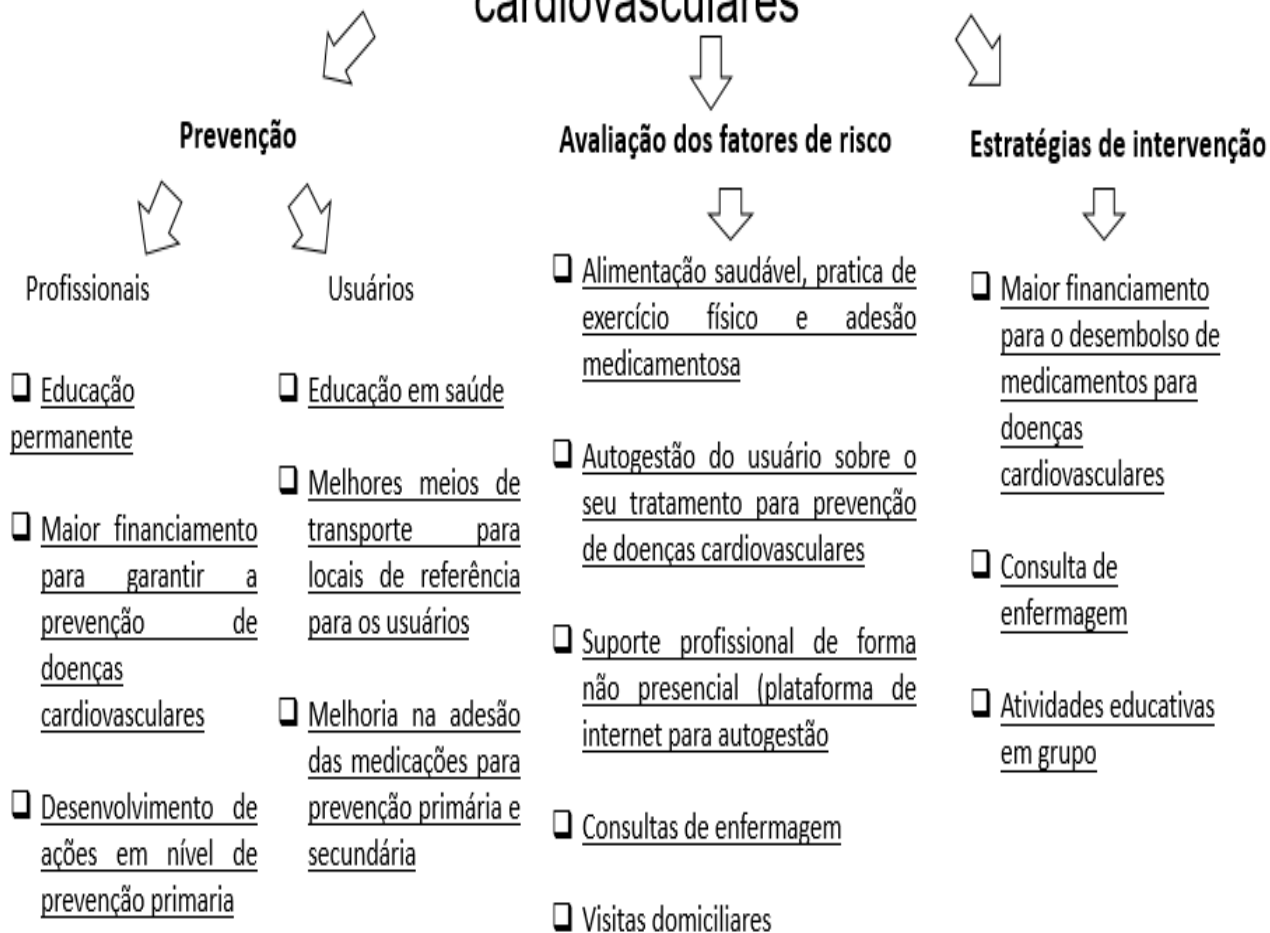 cardiovasculares
Prevenção
Avaliação dos fatores de risco
Estratégias de intervenção
Profissionais
Educação
permanente
Maior financiamento
para garantir a
prevenção de
doenças
cardiovasculares
Desenvolvimento de
ações em nível de
prevenção primaria
Usuários
Educação em saúde
Melhores meios de
transporte para
locais de referência
para os usuários
Melhoria na adesão
das medicações para
prevenção primária e
secundária
Alimentação saudável, pratica de
exercício físico e adesão
medicamentosa
Autogestão do usuário sobre o
seu tratamento para prevenção
de doenças cardiovasculares
Suporte profissional de forma
não presencial (plataforma de
internet para autogestão
Consultas de enfermagem
Visitas domiciliares
Maior financiamento
para o desembolso de
medicamentos para
doenças
cardiovasculares
Consulta de
enfermagem
Atividades educativas
em grupo